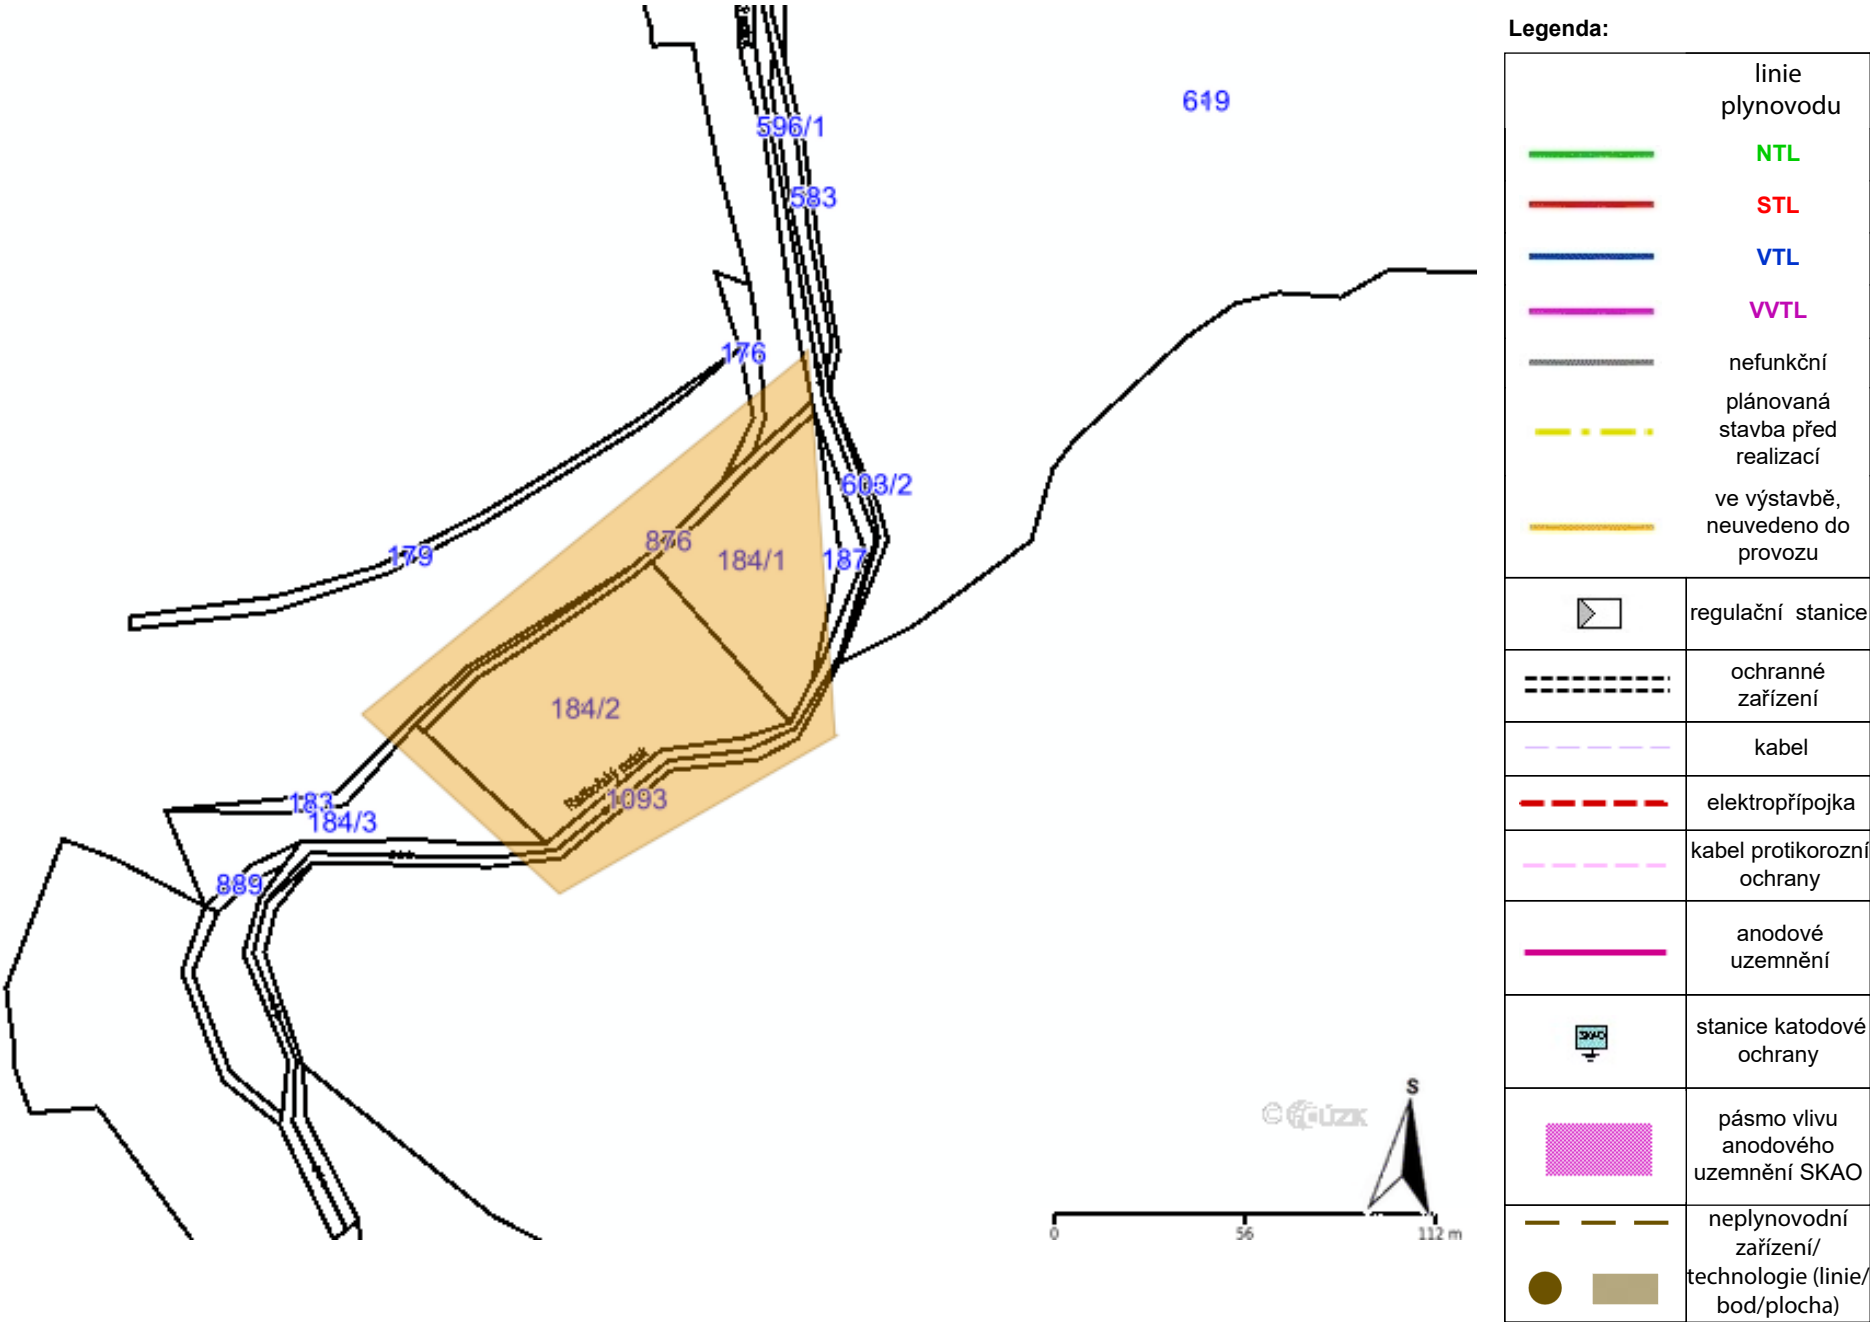 619
596/1
583
176
603/2
179
876
184/1
187
184/2
1093
183
184/3
889
© ČÚZK
S
0
56
112 m
Legenda:
linie
plynovodu
NTL
STL
VTL
VVTL
nefunkční
plánovaná
stavba před
realizací
ve výstavbě,
neuvedeno do
provozu
regulační stanice
ochranné
zařízení
kabel
elektropřípojka
kabel protikorozní
ochrany
anodové
uzemnění
SKAO
stanice katodové
ochrany
pásmo vlivu
anodového
uzemnění SKAO
neplynovodní
zařízení/
technologie (linie/
bod/plocha)